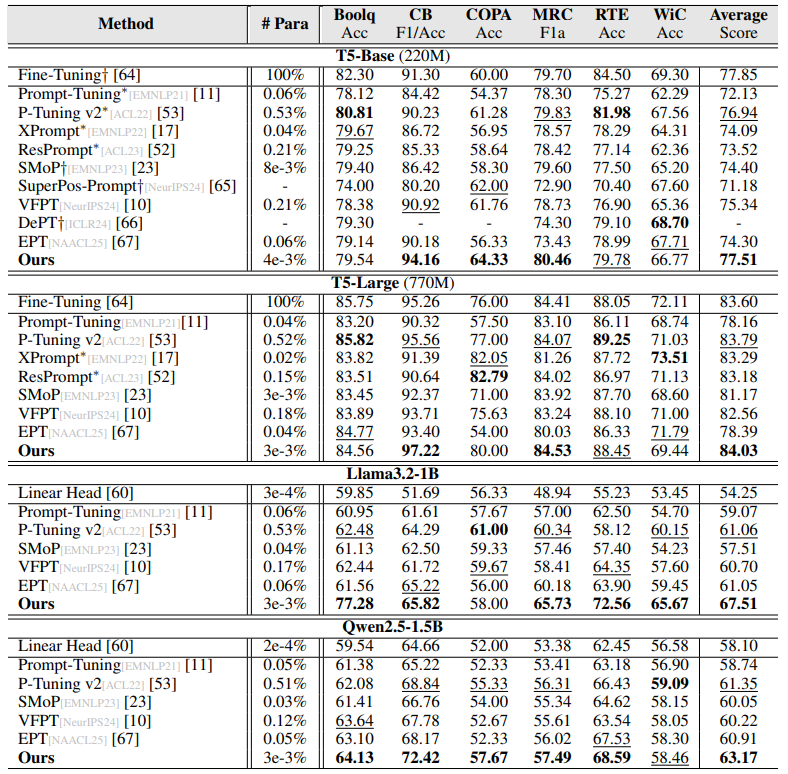 Method # Para Boolq CB COPA MRC RTE WiC Average
Acc F1/Acc Acc F1a Acc Acc Score
T5-Base (220M)
Fine-Tuning† [64] 100% 82.30 91.30 60.00 79.70 84.50 69.30 77.85
Prompt-Tuning*[EMNLP21] [11] 0.06% 78.12 84.42 54.37 78.30 75.27 62.29 72.13
P-Tuning v2*[ACL22] [53] 0.53% 80.81 90.23 61.28 79.83 81.98 67.56 76.94
XPrompt*[EMNLP22] [17] 0.04% 79.67 86.72 56.95 78.57 78.29 64.31 74.09
ResPrompt*[ACL23] [52] 0.21% 79.25 85.33 58.64 78.42 77.14 62.36 73.52
SMoP†[EMNLP23] [23] 8e-3% 79.40 86.42 58.30 79.60 77.50 65.20 74.40
SuperPos-Prompt†[NeurIPS24] [65] - 74.00 80.20 62.00 72.90 70.40 67.60 71.18
VFPT[NeurIPS24] [10] 0.21% 78.38 90.92 61.76 78.73 76.90 65.36 75.34
DePT†[ICLR24] [66] - 79.30 - - 74.30 79.10 68.70 -
EPT[NAACL25] [67] 0.06% 79.14 90.18 56.33 73.43 78.99 67.71 74.30
Ours 4e-3% 79.54 94.16 64.33 80.46 79.78 66.77 77.51
T5-Large (770M)
Fine-Tuning [64] 100% 85.75 95.26 76.00 84.41 88.05 72.11 83.60
Prompt-Tuning[EMNLP21][11] 0.04% 83.20 90.32 57.50 83.10 86.11 68.74 78.16
P-Tuning v2[ACL22] [53] 0.52% 85.82 95.56 77.00 84.07 89.25 71.03 83.79
XPrompt*[EMNLP22] [17] 0.02% 83.82 91.39 82.05 81.26 87.72 73.51 83.29
ResPrompt*[ACL23] [52] 0.15% 83.51 90.64 82.79 84.02 86.97 71.13 83.18
SMoP[EMNLP23] [23] 3e-3% 83.45 92.37 71.00 83.92 87.70 68.60 81.17
VFPT[NeurIPS24] [10] 0.18% 83.89 93.71 75.63 83.24 88.10 71.00 82.56
EPT[NAACL25] [67] 0.04% 84.77 93.40 54.00 80.03 86.33 71.79 78.39
Ours 3e-3% 84.56 97.22 80.00 84.53 88.45 69.44 84.03
Llama3.2-1B
Linear Head [60] 3e-4% 59.85 51.69 56.33 48.94 55.23 53.45 54.25
Prompt-Tuning[EMNLP21] [11] 0.06% 60.95 61.61 57.67 57.00 62.50 54.70 59.07
P-Tuning v2[ACL22] [53] 0.53% 62.48 64.29 61.00 60.34 58.12 60.15 61.06
SMoP[EMNLP23] [23] 0.04% 61.13 62.50 59.33 57.46 57.40 54.23 57.51
VFPT[NeurIPS24] [10] 0.17% 62.44 61.72 59.67 58.41 64.35 57.60 60.70
EPT[NAACL25] [67] 0.06% 61.56 65.22 56.00 60.18 63.90 59.45 61.05
Ours 3e-3% 77.28 65.82 58.00 65.73 72.56 65.67 67.51
Qwen2.5-1.5B
Linear Head [60] 2e-4% 59.54 64.66 52.00 53.38 62.45 56.58 58.10
Prompt-Tuning[EMNLP21] [11] 0.05% 61.38 65.22 52.33 53.41 63.18 56.90 58.74
P-Tuning v2[ACL22] [53] 0.51% 62.08 68.84 55.33 56.31 66.43 59.09 61.35
SMoP[EMNLP23] [23] 0.03% 61.41 66.76 54.00 55.34 64.62 58.15 60.05
VFPT[NeurIPS24] [10] 0.12% 63.64 67.78 52.67 55.61 63.54 58.05 60.22
EPT[NAACL25] [67] 0.05% 63.10 68.17 52.33 56.02 67.53 58.30 60.91
Ours 3e-3% 64.13 72.42 57.67 57.49 68.59 58.46 63.17